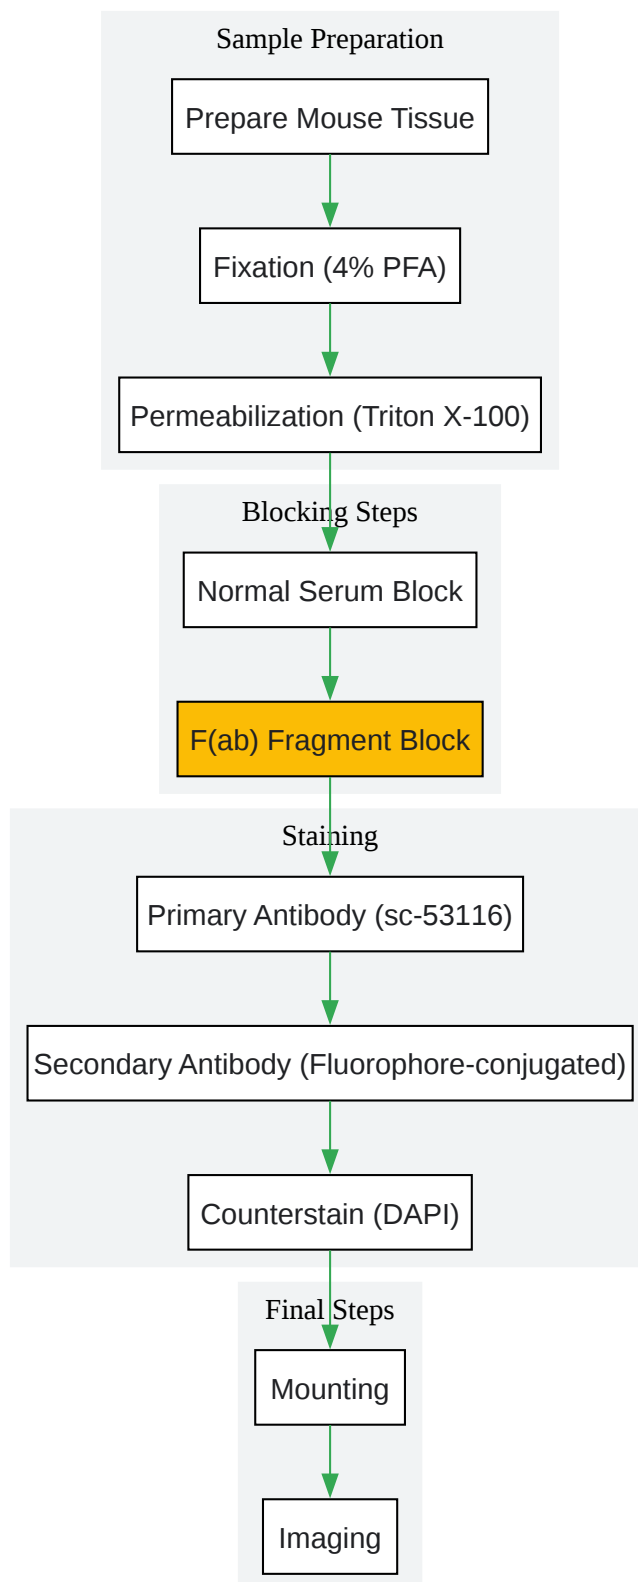 Sample Preparation
Prepare Mouse Tissue
Fixation (4% PFA)
Permeabilization (Triton X-100)
Blocking Steps
Normal Serum Block
F(ab) Fragment Block
Staining
Primary Antibody (sc-53116)
Secondary Antibody (Fluorophore-conjugated)
Counterstain (DAPI)
Final Steps
Mounting
Imaging